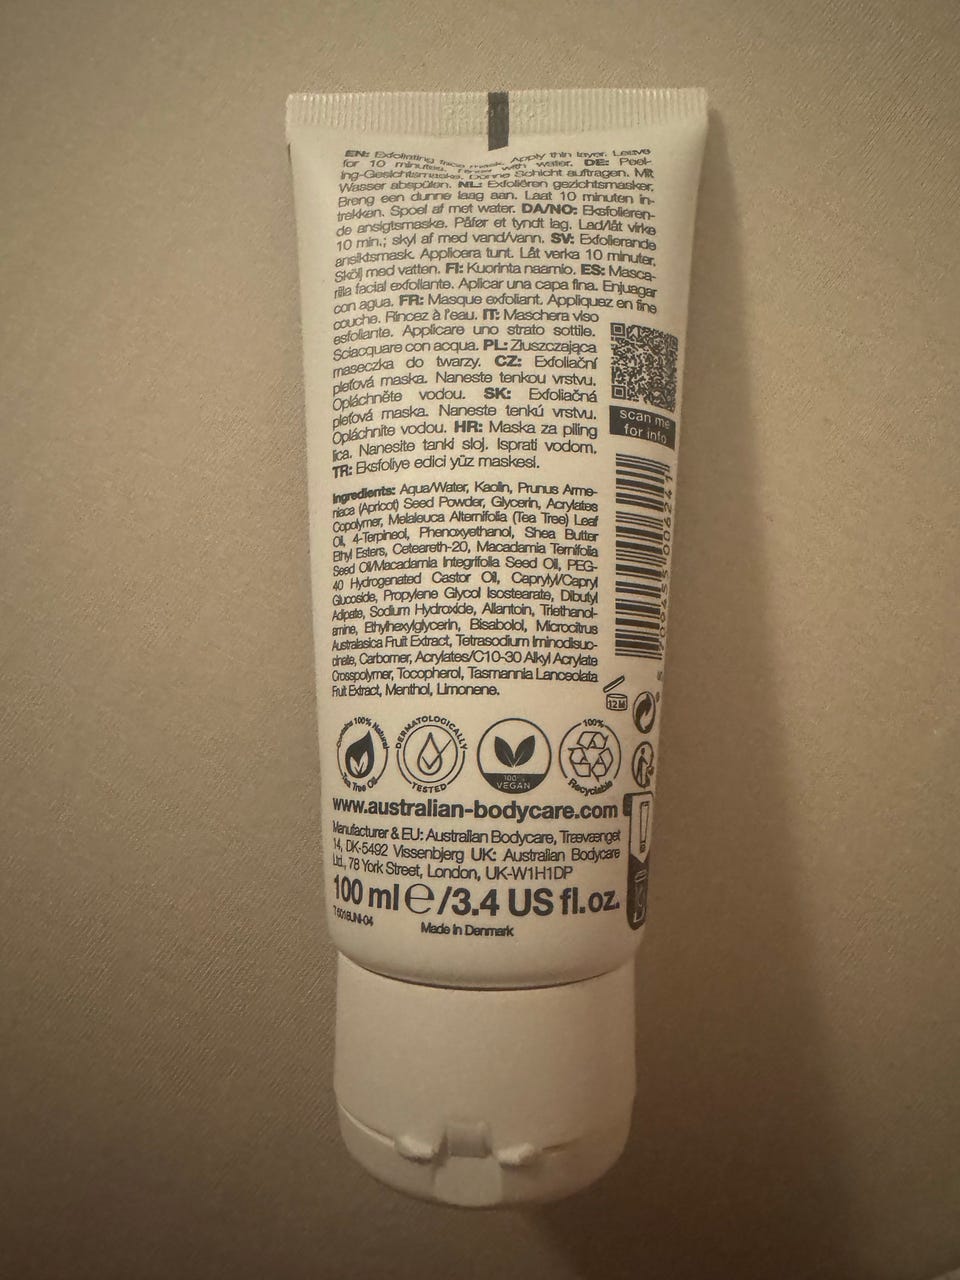 EN: Exfoliating face mask. Apply thin layer. Leave
for 10 minutes. with water. DE: Peel-
ing-Gesichtsmaske. Dünne Schicht auftragen. Mit
Wasser abspülen. NL: Exfoliëren gezichtsmasker,
Breng een dunne laag aan. Laat 10 minuten in-
trekken. Spoel af met water. DA/NO: Eksfolieren-
de ansigtsmaske. Påfør et tyndt lag. Lad/låt virke
10 min.; skyl af med vand/vann. SV: Exfolierande
ansiktsmask. Applicera tunt. Låt verka 10 minuter.
Skölj med vatten. FI: Kuorinta naamio. ES: Masca-
rilla facial exfoliante. Aplicar una capa fina. Enjuagar
con agua. FR: Masque exfoliant. Appliquez en fine
couche. Rincez à l'eau. IT: Maschera viso
esfoliante. Applicare uno strato sottile.
Sciacquare con acqua. PL: Złuszczająca
maseczka do twarzy. CZ: Exfoliační
pleťová maska. Naneste tenkou vrstvu.
Opláchněte vodou. SK: Exfoliačná
pleťová maska. Naneste tenkú vrstvu.
Opláchnite vodou. HR: Maska za piling
lica. Nanesite tanki sloj. Isprati vodom.
TR: Eksfoliye edici yüz maskesi.
scan me
for info
Ingredients: Aqua/Water, Kaolin, Prunus Arme-
niaca (Apricot) Seed Powder, Glycerin, Acrylates
Copolymer, Melaleuca Alternifolia (Tea Tree) Leaf
Oil, 4-Terpineol, Phenoxyethanol, Shea Butter
Ethyl Esters, Ceteareth-20, Macadamia Ternifolia
Seed Oil/Macadamia Integrifolia Seed Oil, PEG-
40 Hydrogenated Castor Oil, Caprylyl/Capryl
Glucoside, Propylene Glycol Isostearate, Dibutyl
Adipate, Sodium Hydroxide, Allantoin, Triethanol-
amine, Ethylhexylglycerin, Bisabolol, Microcitrus
Australasica Fruit Extract, Tetrasodium Iminodisuc-
cinate, Carbomer, Acrylates/C10-30 Alkyl Acrylate
Crosspolymer, Tocopherol, Tasmannia Lanceolata
Fruit Extract, Menthol, Limonene.
12M
Contains 100% Natural
Tea Tree Oil
DERMATOLOGICALLY
TESTED
100%
VEGAN
100%
Recyclable
www.australian-bodycare.com
Manufacturer & EU: Australian Bodycare, Trævænget
14, DK-5492 Vissenbjerg UK: Australian Bodycare
Ltd., 78 York Street, London, UK-W1H1DP
100 ml ℮/3.4 US fl.oz.
Made in Denmark